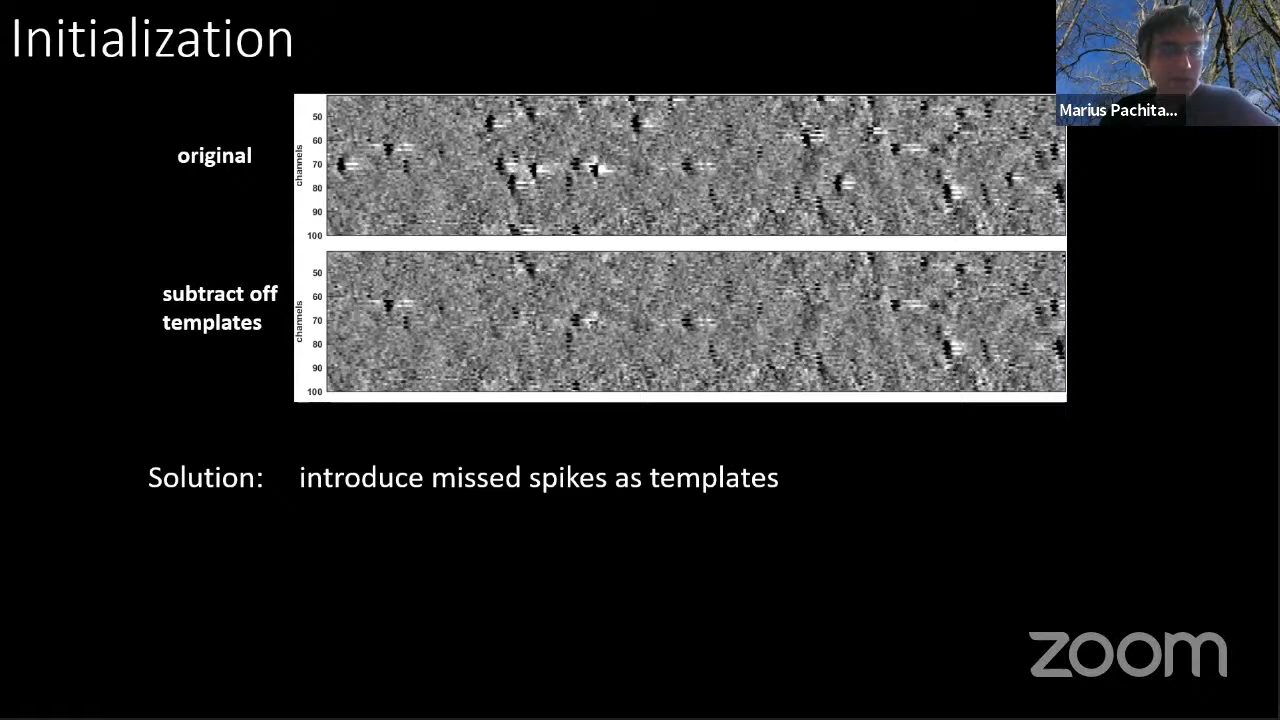 Initialization
Marius Pachita...
original
channels
50
60
70
80
90
100
subtract off
templates
channels
50
60
70
80
90
100
Solution: introduce missed spikes as templates
zoom